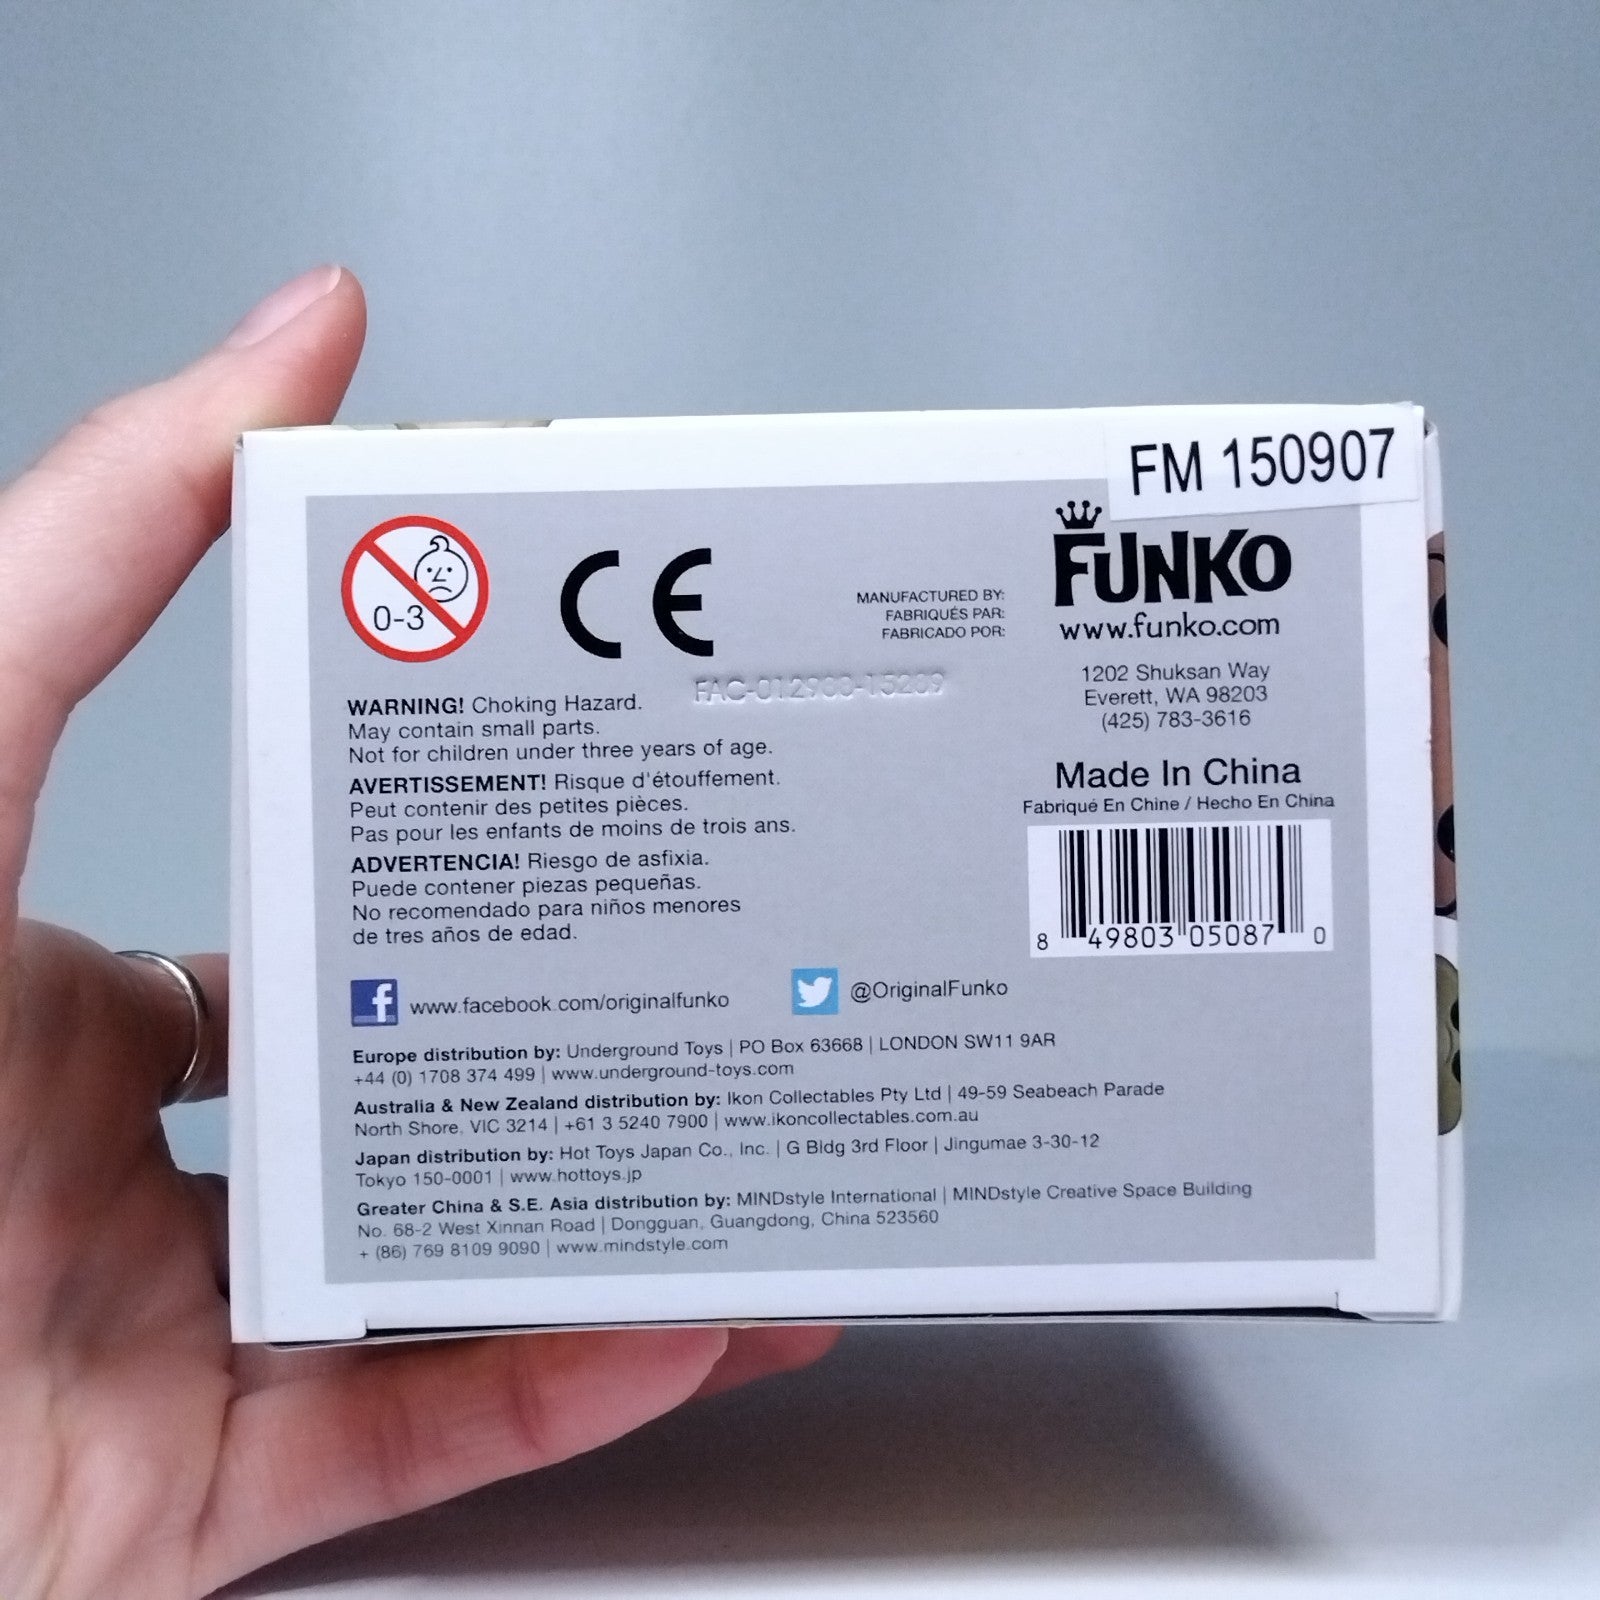 FM 150907
0-3
CE
MANUFACTURED BY:
FABRIQUÉS PAR:
FABRICADO POR:
FUNKO
www.funko.com
1202 Shuksan Way
Everett, WA 98203
(425) 783-3616
WARNING! Choking Hazard.
May contain small parts.
Not for children under three years of age.
AVERTISSEMENT! Risque d'étouffement.
Peut contenir des petites pièces.
Pas pour les enfants de moins de trois ans.
ADVERTENCIA! Riesgo de asfixia.
Puede contener piezas pequeñas.
No recomendado para niños menores
de tres años de edad.
Made In China
Fabriqué En Chine / Hecho En China
8 49803 05087 0
www.facebook.com/originalfunko
@OriginalFunko
Europe distribution by: Underground Toys | PO Box 63668 | LONDON SW11 9AR
+44 (0) 1708 374 499 | www.underground-toys.com
Australia & New Zealand distribution by: Ikon Collectables Pty Ltd | 49-59 Seabeach Parade
North Shore, VIC 3214 | +61 3 5240 7900 | www.ikoncollectables.com.au
Japan distribution by: Hot Toys Japan Co., Inc. | G Bldg 3rd Floor | Jingumae 3-30-12
Tokyo 150-0001 | www.hottoys.jp
Greater China & S.E. Asia distribution by: MINDstyle International | MINDstyle Creative Space Building
No. 68-2 West Xinnan Road | Dongguan, Guangdong, China 523560
+ (86) 769 8109 9090 | www.mindstyle.com